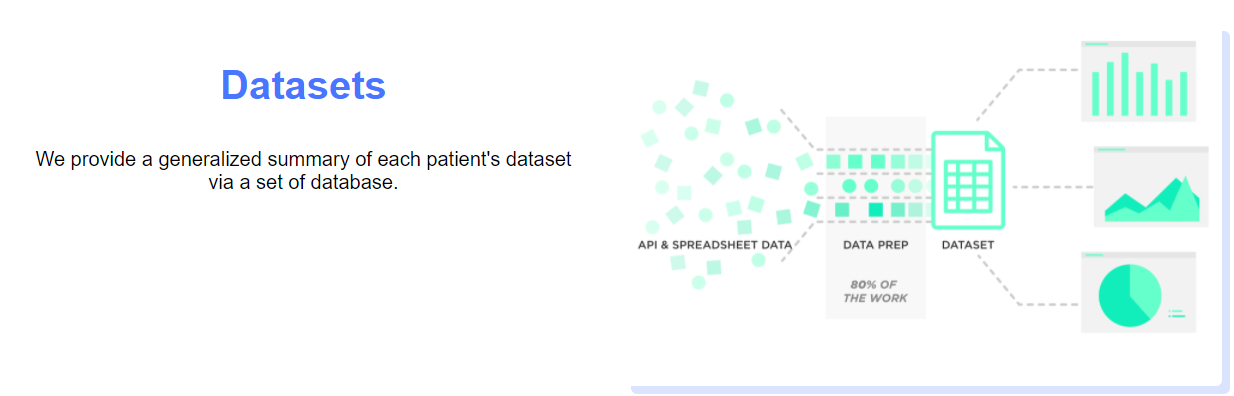 Datasets
We provide a generalized summary of each patient's dataset
via a set of database.
API & SPREADSHEET DATA
DATA PREP
DATASET
80% OF
THE WORK